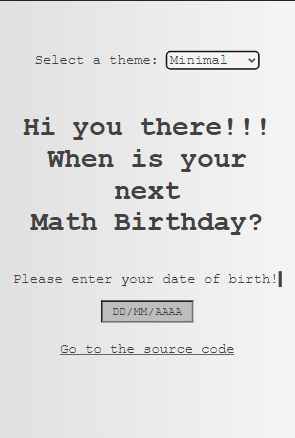 Select a theme: Minimal
Hi you there!!!
When is your
next
Math Birthday?
Please enter your date of birth!
DD/MM/AAAA
Go to the source code